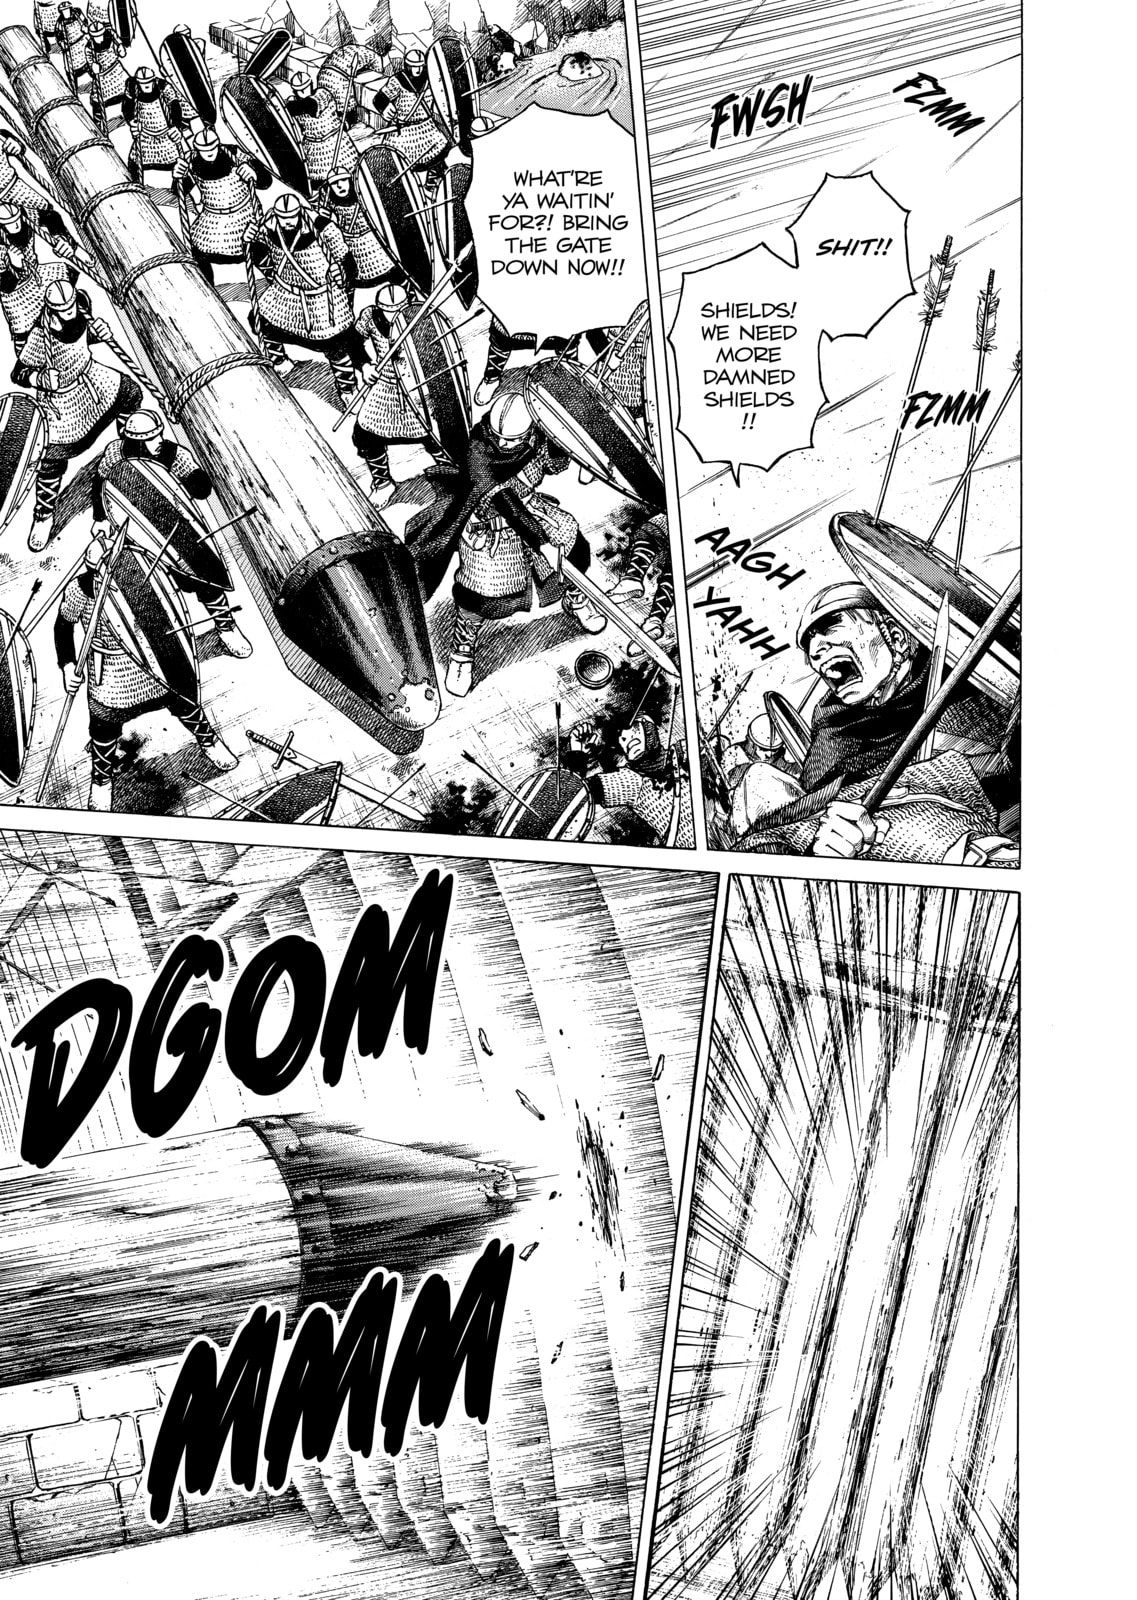 FWSH
FZMM
SHIT!!
SHIELDS!
WE NEED
MORE
DAMNED
SHIELDS
!!
FZMM
AAGH
YAHH
WHAT'RE
YA WAITIN'
FOR?! BRING
THE GATE
DOWN NOW!!
DGOM
MMM